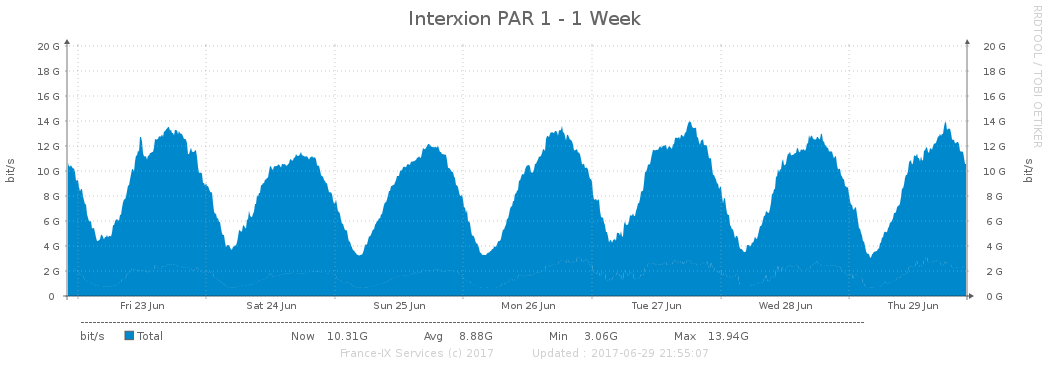 Interxion PAR 1 - 1 Week
RRDTOOL / TOBI OETIKER
bit/s
20 G
18 G
16 G
14 G
12 G
10 G
8 G
6 G
4 G
2 G
0
20 G
18 G
16 G
14 G
12 G
10 G
8 G
6 G
4 G
2 G
0 G
bit/s
Fri 23 Jun Sat 24 Jun Sun 25 Jun Mon 26 Jun Tue 27 Jun Wed 28 Jun Thu 29 Jun
bit/s Total Now 10.31G Avg 8.88G Min 3.06G Max 13.94G
France-IX Services (c) 2017 Updated : 2017-06-29 21:55:07